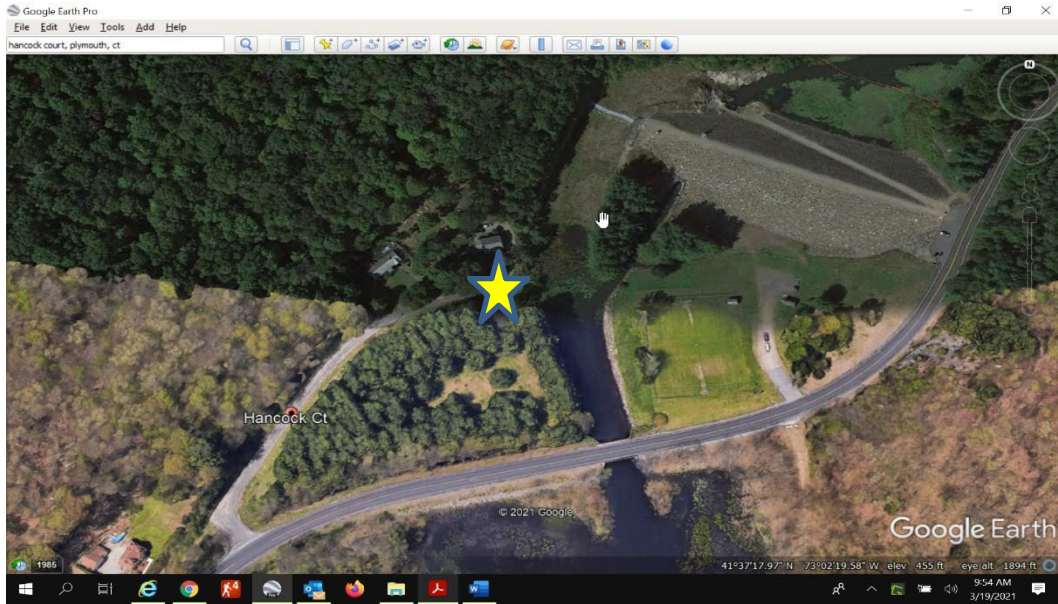 Google Earth Pro
File Edit View Tools Add Help
hancock court, plymouth, ct
N
Hancock Ct
© 2021 Google
Google Earth
1985
41°37'17.97" N 73°02'19.58" W elev 455 ft eye alt 1894 ft
9:54 AM
3/19/2021